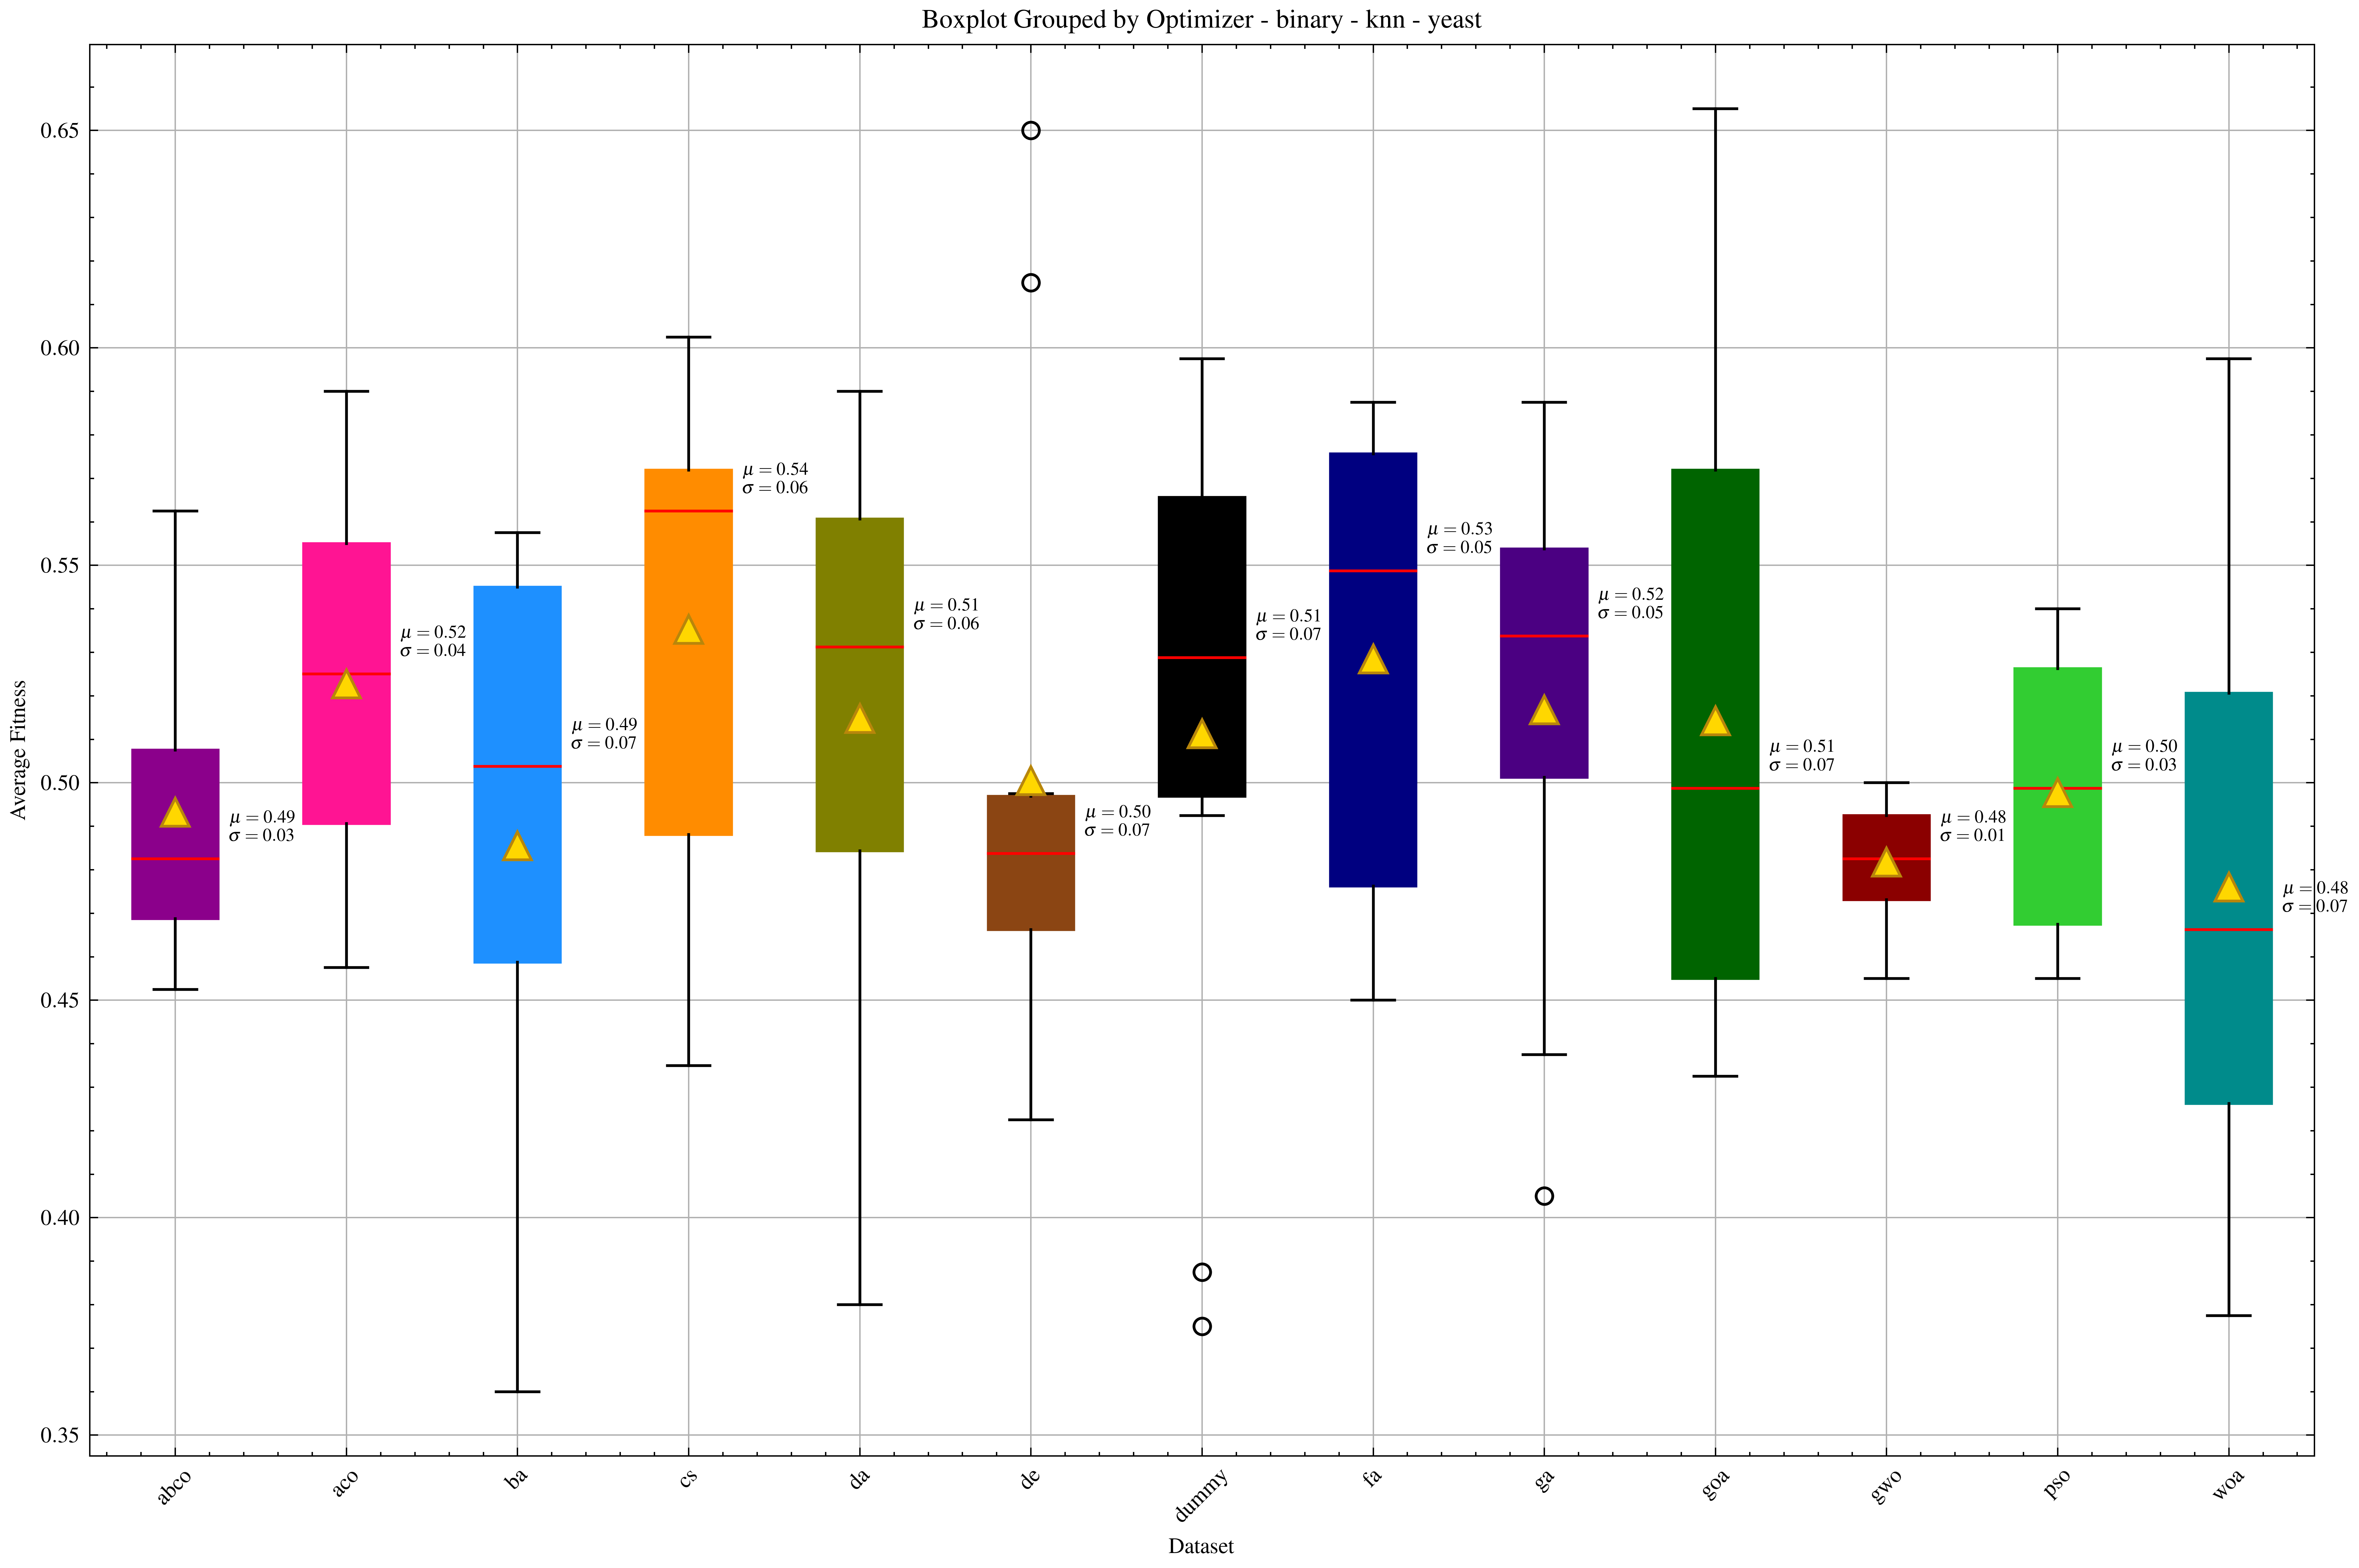 Boxplot Grouped by Optimizer - binary - knn - yeast
Average Fitness
0.65
0.60
0.55
0.50
0.45
0.40
0.35
μ = 0.49
σ = 0.03
μ = 0.52
σ = 0.04
μ = 0.49
σ = 0.07
μ = 0.54
σ = 0.06
μ = 0.51
σ = 0.06
μ = 0.50
σ = 0.07
μ = 0.51
σ = 0.07
μ = 0.53
σ = 0.05
μ = 0.52
σ = 0.05
μ = 0.51
σ = 0.07
μ = 0.48
σ = 0.01
μ = 0.50
σ = 0.03
μ = 0.48
σ = 0.07
abco
aco
ba
cs
da
de
dummy
fa
ga
goa
gwo
pso
woa
Dataset